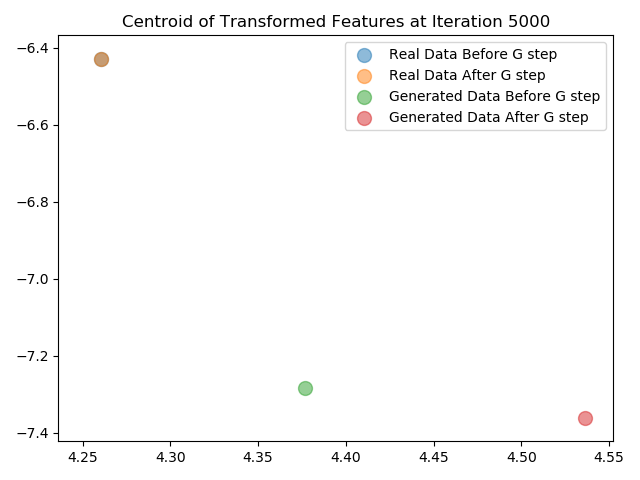 Centroid of Transformed Features at Iteration 5000
Real Data Before G step
Real Data After G step
Generated Data Before G step
Generated Data After G step
−6.4
−6.6
−6.8
−7.0
−7.2
−7.4
4.25 4.30 4.35 4.40 4.45 4.50 4.55